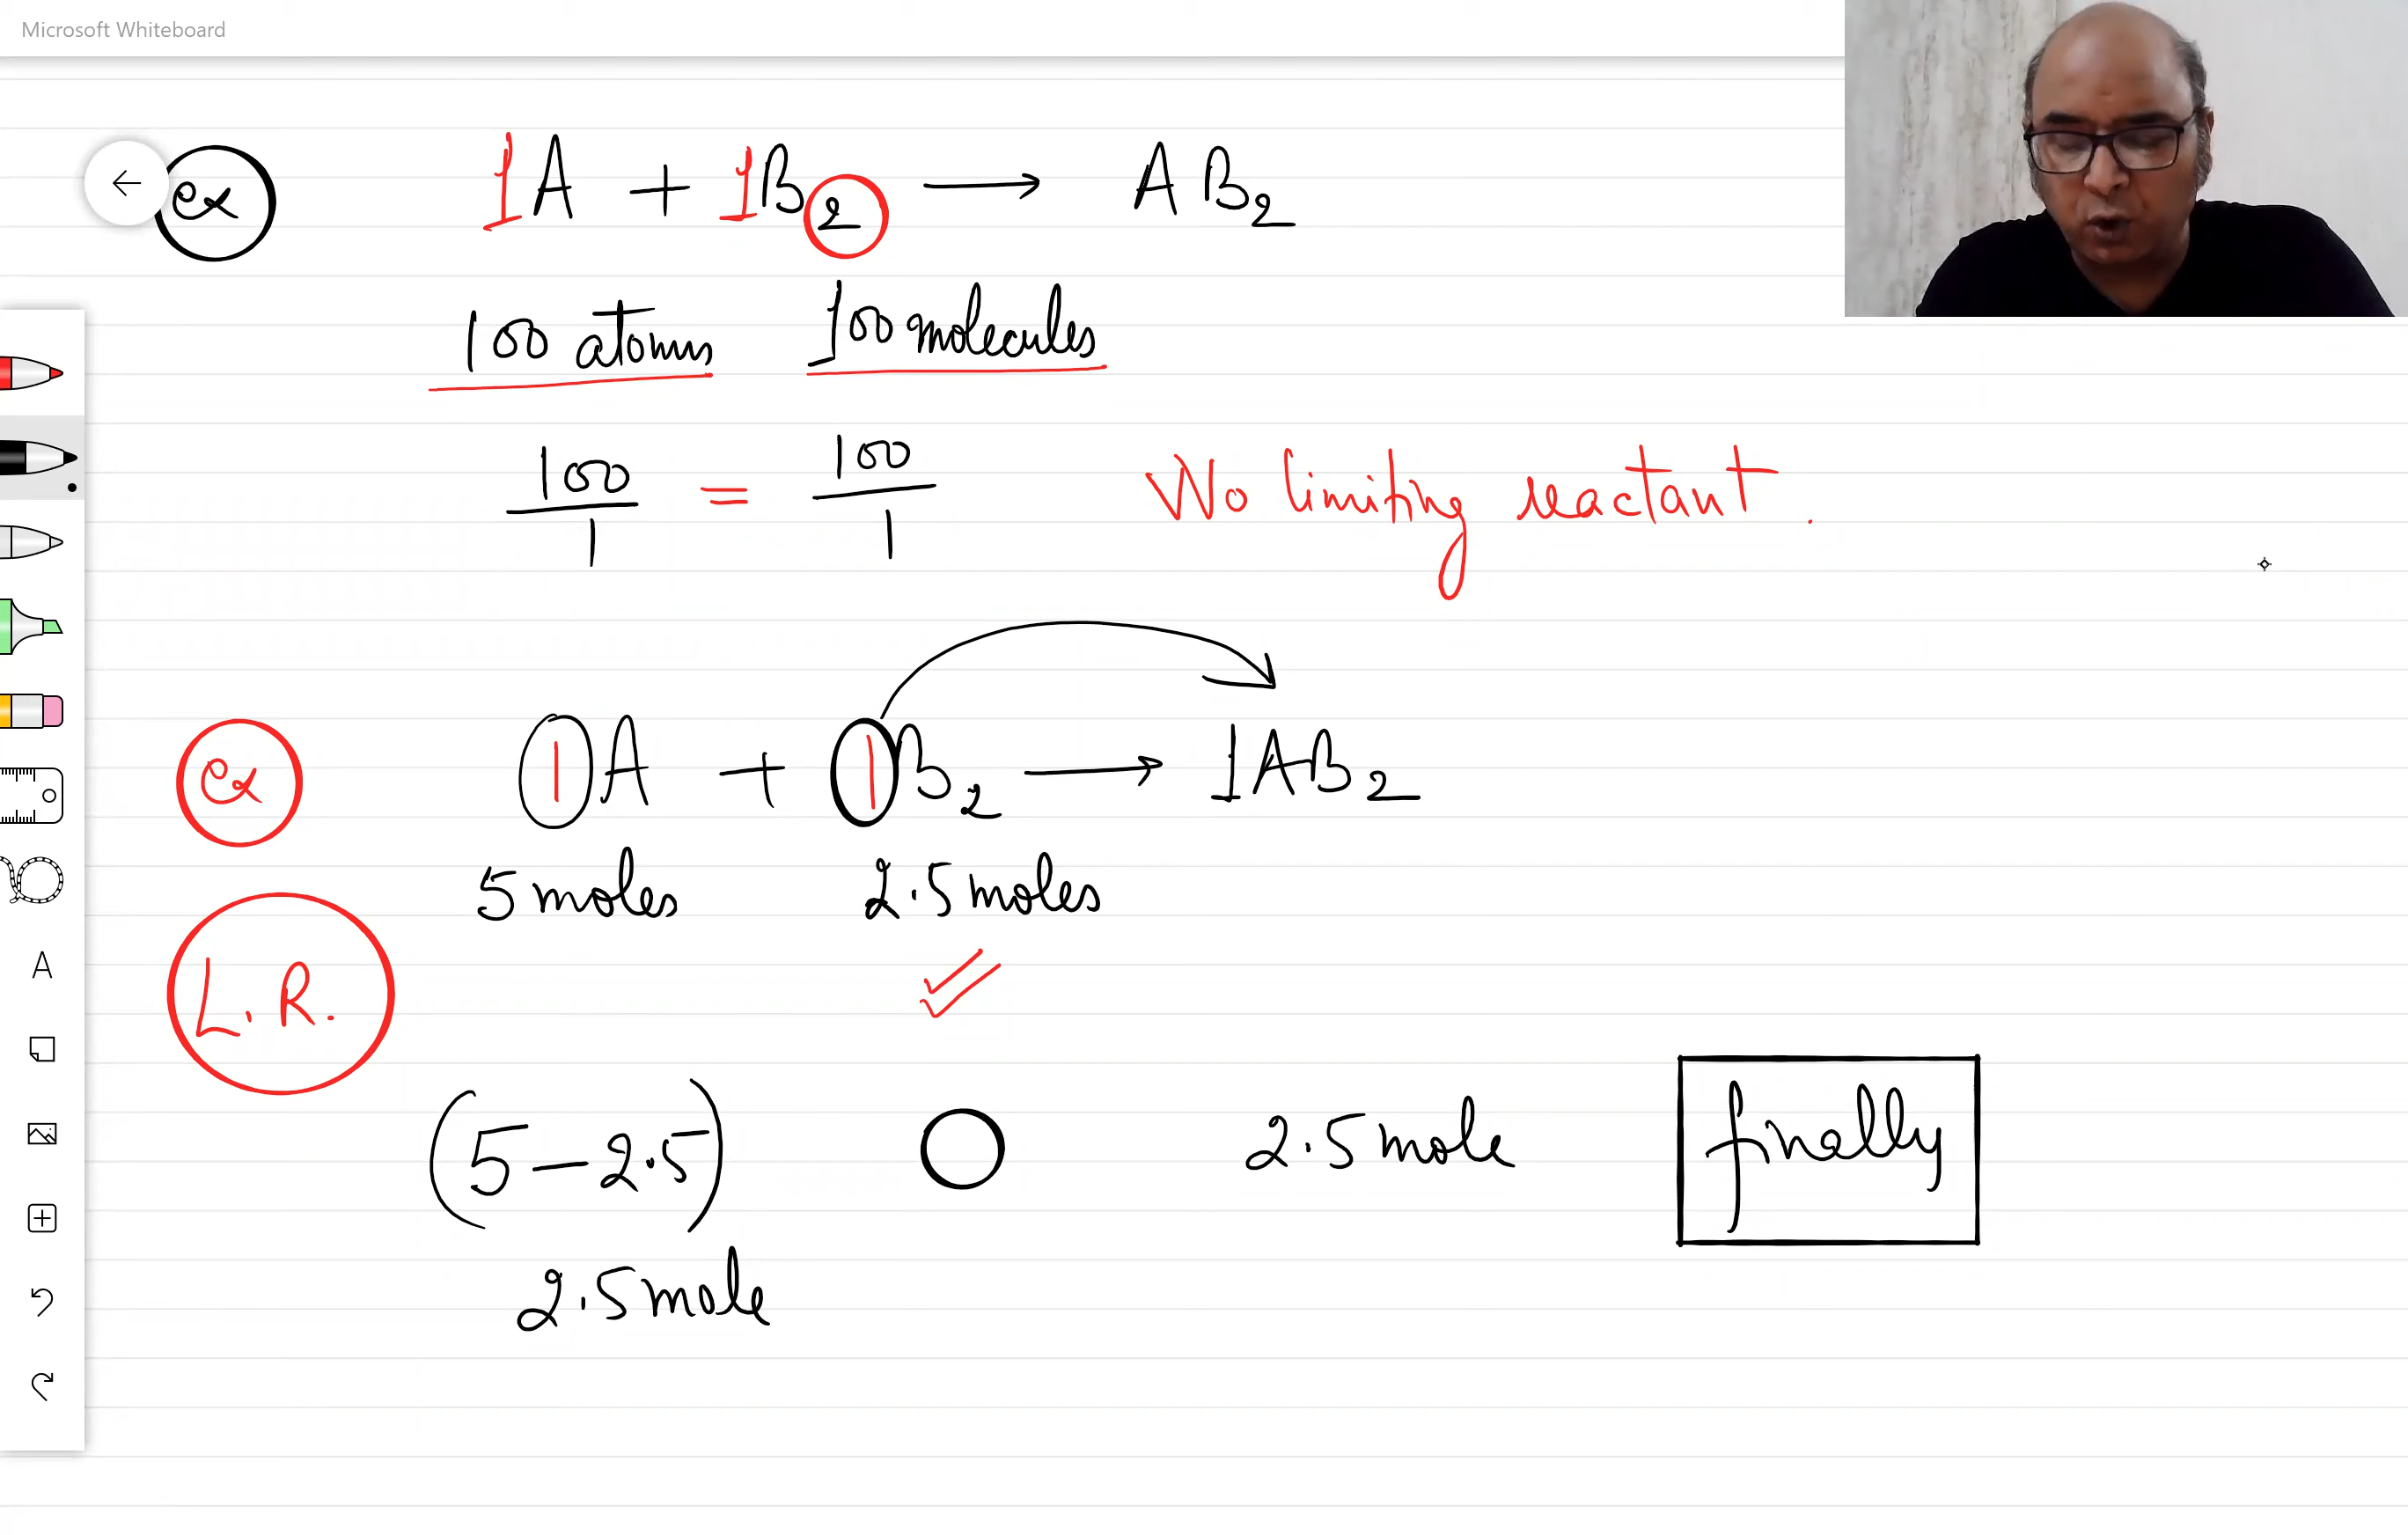 Microsoft Whiteboard
ex 1A + 1B₂ ⟶ AB₂
100 atoms 100 molecules
100/1 = 100/1 No limiting reactant.
ex 1A + 1B₂ ⟶ 1AB₂
5 moles 2.5 moles
L.R.
(5 – 2.5) 0 2.5 mole finally
2.5 mole
A